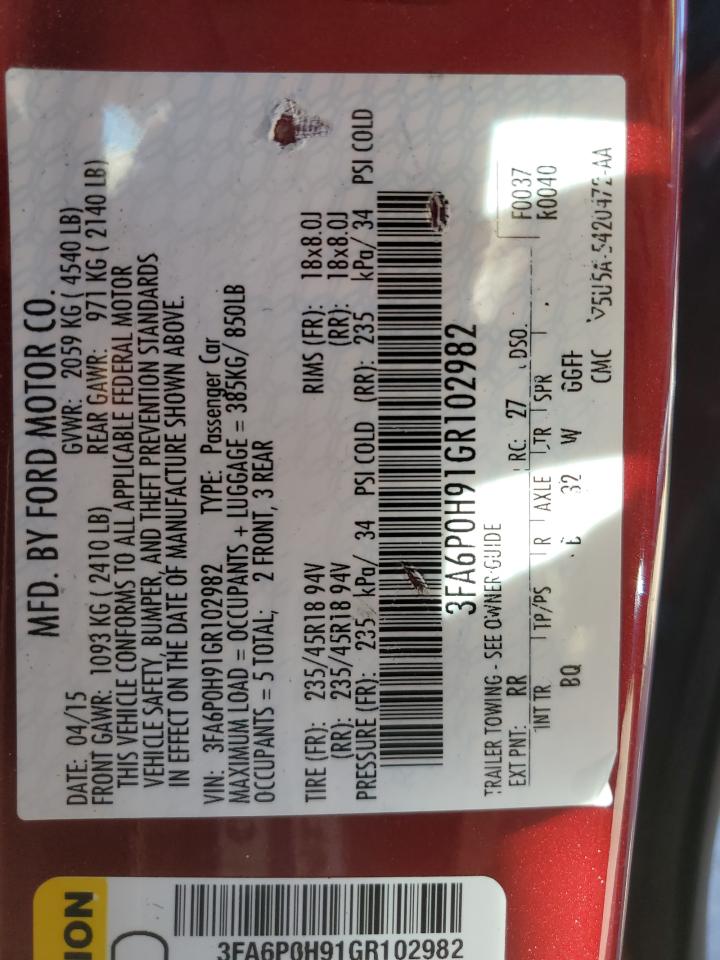 MFD. BY FORD MOTOR CO.
DATE: 04/15 GVWR: 2059 KG ( 4540 LB)
FRONT GAWR: 1093 KG ( 2410 LB) REAR GAWR: 971 KG ( 2140 LB)
THIS VEHICLE CONFORMS TO ALL APPLICABLE FEDERAL MOTOR
VEHICLE SAFETY, BUMPER, AND THEFT PREVENTION STANDARDS
IN EFFECT ON THE DATE OF MANUFACTURE SHOWN ABOVE.
VIN: 3FA6P0H91GR102982 TYPE: Passenger Car
MAXIMUM LOAD = OCCUPANTS + LUGGAGE = 385KG/ 850LB
OCCUPANTS = 5 TOTAL; 2 FRONT, 3 REAR
TIRE (FR): 235/45R18 94V RIMS (FR): 18x8.0J
(RR): 235/45R18 94V (RR): 18x8.0J
PRESSURE (FR): 235 kPa/ 34 PSI COLD (RR): 235 kPa/ 34 PSI COLD
3FA6P0H91GR102982
TRAILER TOWING - SEE OWNER GUIDE
EXT PNT: RR RC: 27 DSO: F0037
INT TR TP/PS R AXLE TR SPR K0040
BQ 32 W GGFF
CMC
ION
3FA6P0H91GR102982